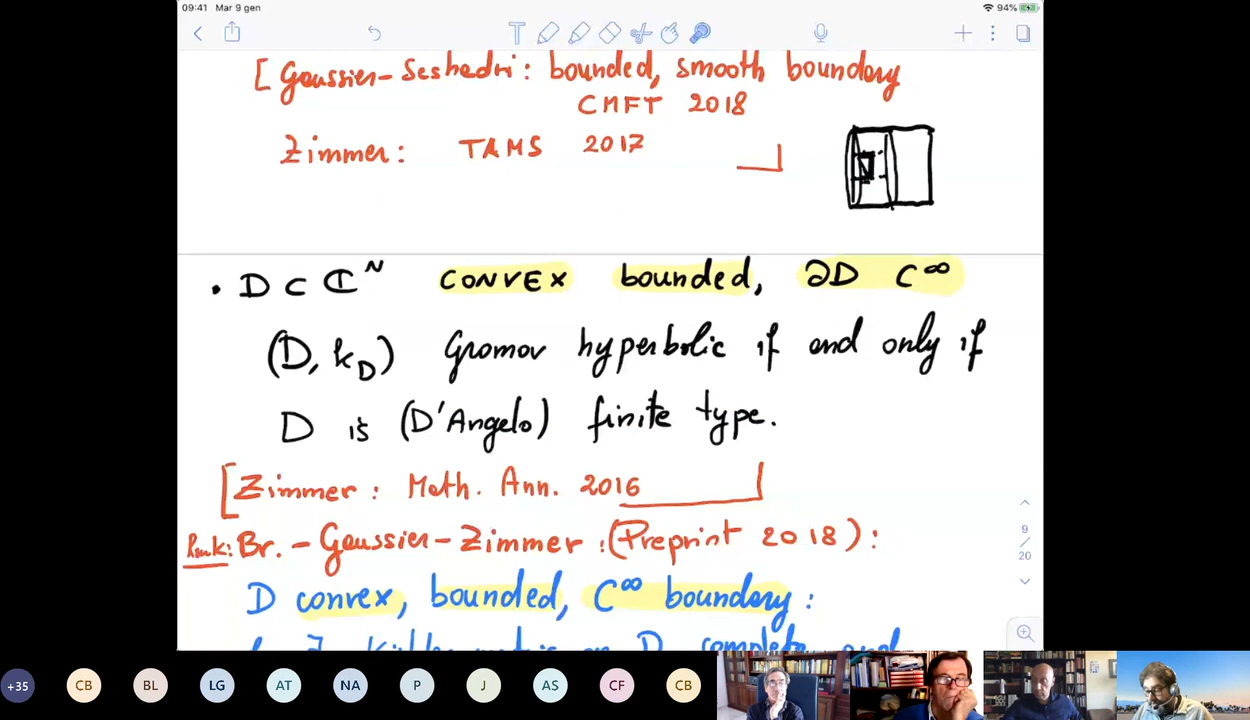 09:41 Mar 9 gen
94%
[Gaussier-Seshadri: bounded, smooth boundary
CMFT 2018
Zimmer: TAMS 2017 ]
• D ⊂ ℂᴺ CONVEX bounded, ∂D C∞
(D, k_D) Gromov hyperbolic if and only if
D is (D'Angelo) finite type.
[Zimmer: Math. Ann. 2016 ]
Rmk: Br. - Gaussier - Zimmer: (Preprint 2018):
D convex, bounded, C∞ boundary:
9
/
20
+35 CB BL LG AT NA P J AS CF CB